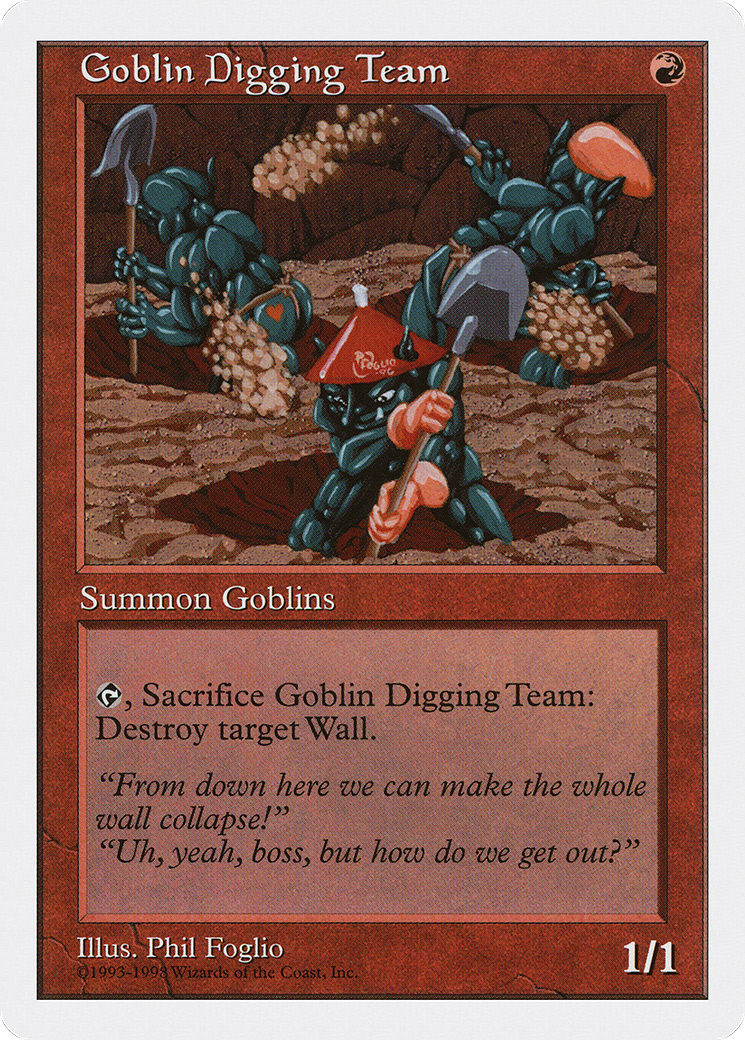 Goblin Digging Team
P
FOGLIO
-96
Summon Goblins
, Sacrifice Goblin Digging Team:
Destroy target Wall.
“From down here we can make the whole
wall collapse!”
“Uh, yeah, boss, but how do we get out?”
Illus. Phil Foglio
1/1
©1993-1998 Wizards of the Coast, Inc.